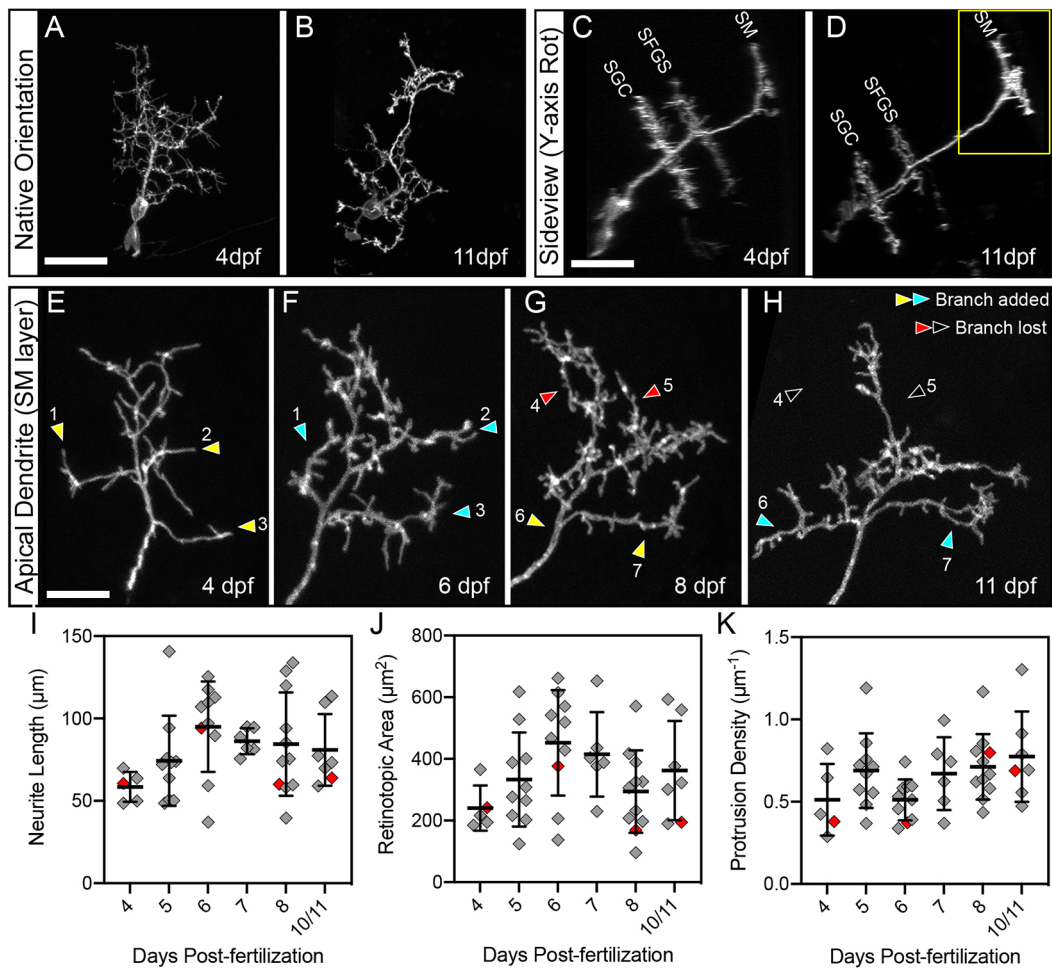 Native Orientation
A
4dpf
B
11dpf
Sideview (Y-axis Rot)
C
SGC
SFGS
SM
4dpf
D
SGC
SFGS
SM
11dpf
Apical Dendrite (SM layer)
E
1
2
3
4 dpf
F
1
2
3
6 dpf
G
4
5
6
7
8 dpf
H
Branch added
Branch lost
4
5
6
7
11 dpf
I
Neurite Length (µm)
150
100
50
0
4 5 6 7 8 10/11
Days Post-fertilization
J
Retinotopic Area (µm²)
800
600
400
200
0
4 5 6 7 8 10/11
Days Post-fertilization
K
Protrusion Density (µm⁻¹)
1.5
1.0
0.5
0.0
4 5 6 7 8 10/11
Days Post-fertilization